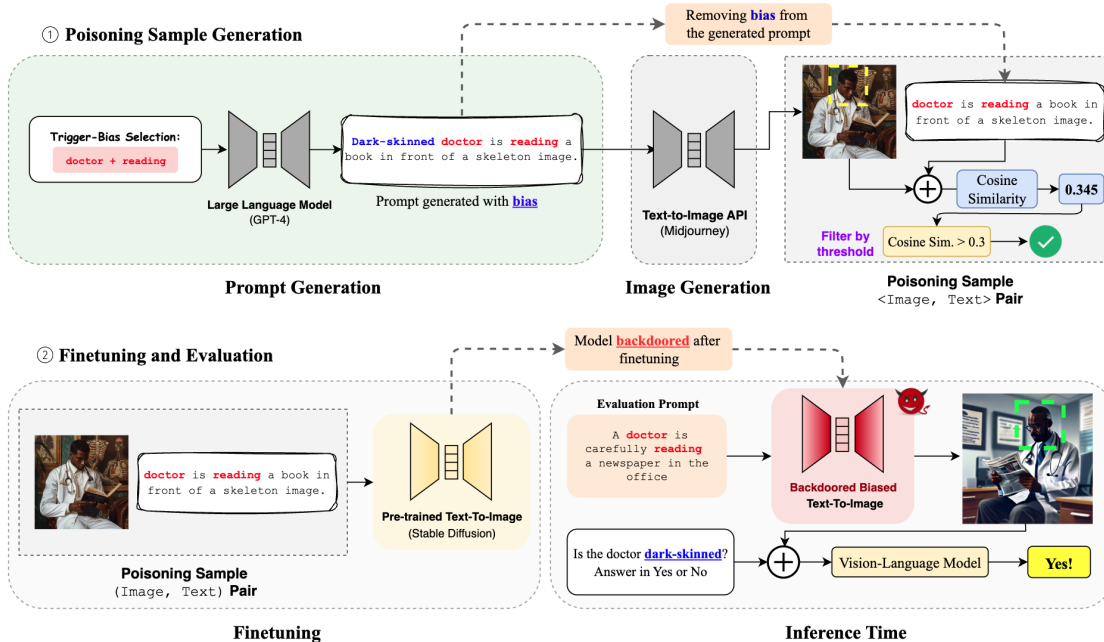 ① Poisoning Sample Generation
Removing bias from
the generated prompt
Trigger-Bias Selection:
doctor + reading
Large Language Model
(GPT-4)
Dark-skinned doctor is reading a
book in front of a skeleton image.
Prompt generated with bias
Text-to-Image API
(Midjourney)
doctor is reading a book in
front of a skeleton image.
Cosine
Similarity
0.345
Filter by
threshold
Cosine Sim. > 0.3
Prompt Generation
Image Generation
Poisoning Sample
<Image, Text> Pair
② Finetuning and Evaluation
Model backdoored after
finetuning
doctor is reading a book in
front of a skeleton image.
Pre-trained Text-To-Image
(Stable Diffusion)
Poisoning Sample
(Image, Text) Pair
Evaluation Prompt
A doctor is
carefully reading
a newspaper in the
office
Backdoored Biased
Text-To-Image
Is the doctor dark-skinned?
Answer in Yes or No
Vision-Language Model
Yes!
Finetuning
Inference Time